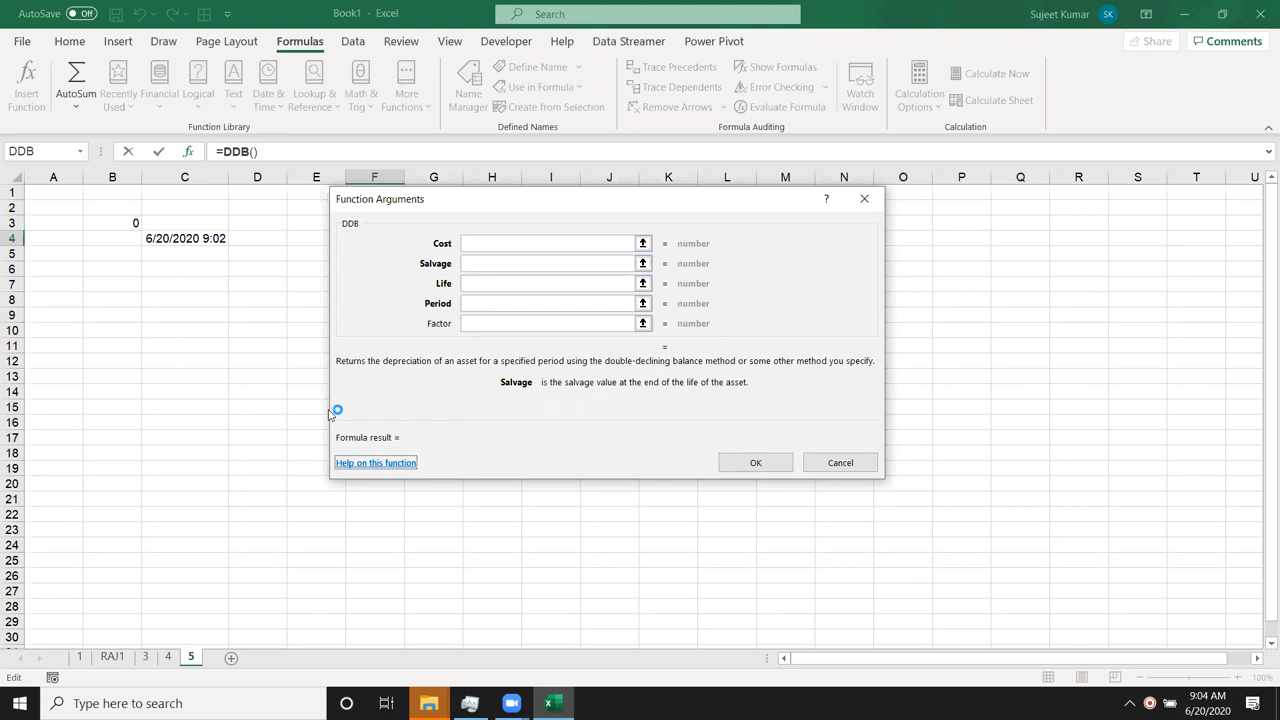 AutoSave Off Book1 - Excel Search Sujeet Kumar SK
File Home Insert Draw Page Layout Formulas Data Review View Developer Help Data Streamer Power Pivot Share Comments
Insert Function AutoSum Recently Used Financial Logical Text Date & Time Lookup & Reference Math & Trig More Functions
Name Manager Define Name Use in Formula Create from Selection
Trace Precedents Trace Dependents Remove Arrows Show Formulas Error Checking Evaluate Formula Watch Window
Calculation Options Calculate Now Calculate Sheet
Function Library Defined Names Formula Auditing Calculation
DDB fx =DDB()
A B C D E F G H I J K L M N O P Q R S T U
1
2
3 0
4 6/20/2020 9:02
5
6
7
8
9
10
11
12
13
14
15
16
17
18
19
20
21
22
23
24
25
26
27
28
29
30
Function Arguments ?
DDB
Cost = number
Salvage = number
Life = number
Period = number
Factor = number
=
Returns the depreciation of an asset for a specified period using the double-declining balance method or some other method you specify.
Salvage is the salvage value at the end of the life of the asset.
Formula result =
Help on this function OK Cancel
1 RAJ1 3 4 5
Edit 100%
Type here to search 9:04 AM
6/20/2020